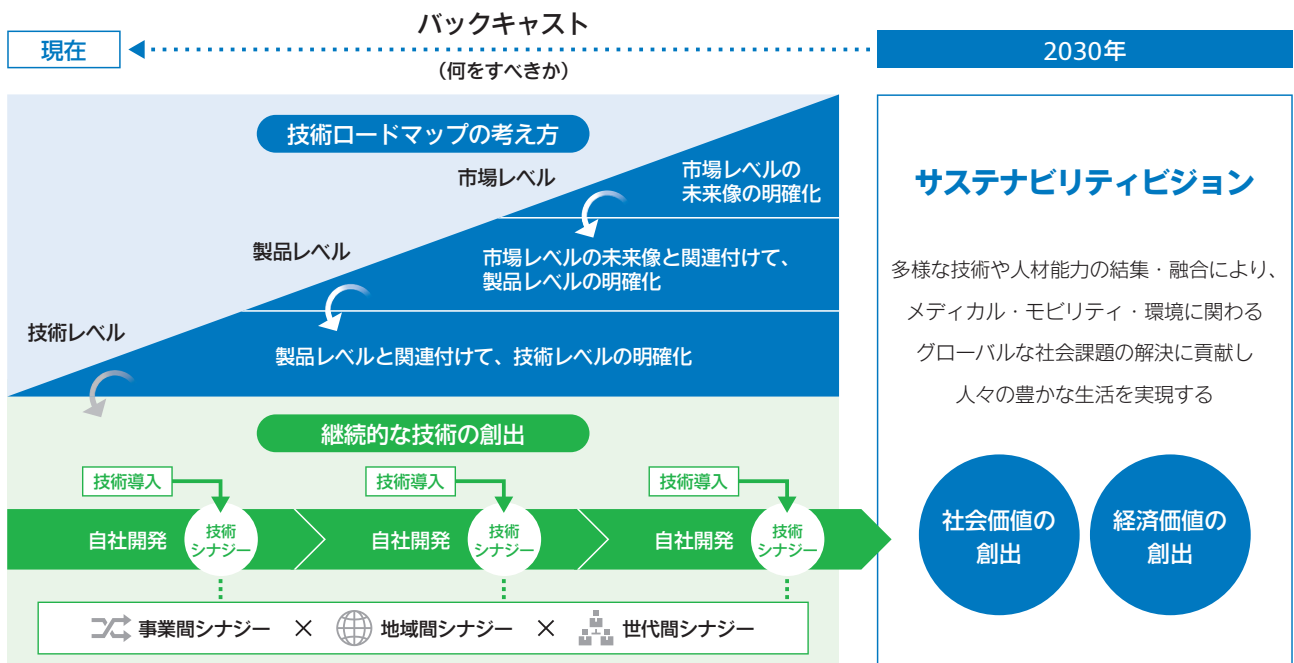 バックキャスト
現在
2030年
(何をすべきか)
技術ロードマップの考え方
市場レベル
市場レベルの
未来像の明確化
製品レベル
市場レベルの未来像と関連付けて、
製品レベルの明確化
技術レベル
製品レベルと関連付けて、技術レベルの明確化
継続的な技術の創出
技術導入
技術導入
技術導入
自社開発
技術
シナジー
自社開発
技術
シナジー
自社開発
技術
シナジー
事業間シナジー × 地域間シナジー × 世代間シナジー
サステナビリティビジョン
多様な技術や人材能力の結集・融合により、
メディカル・モビリティ・環境に関わる
グローバルな社会課題の解決に貢献し
人々の豊かな生活を実現する
社会価値の
創出
経済価値の
創出